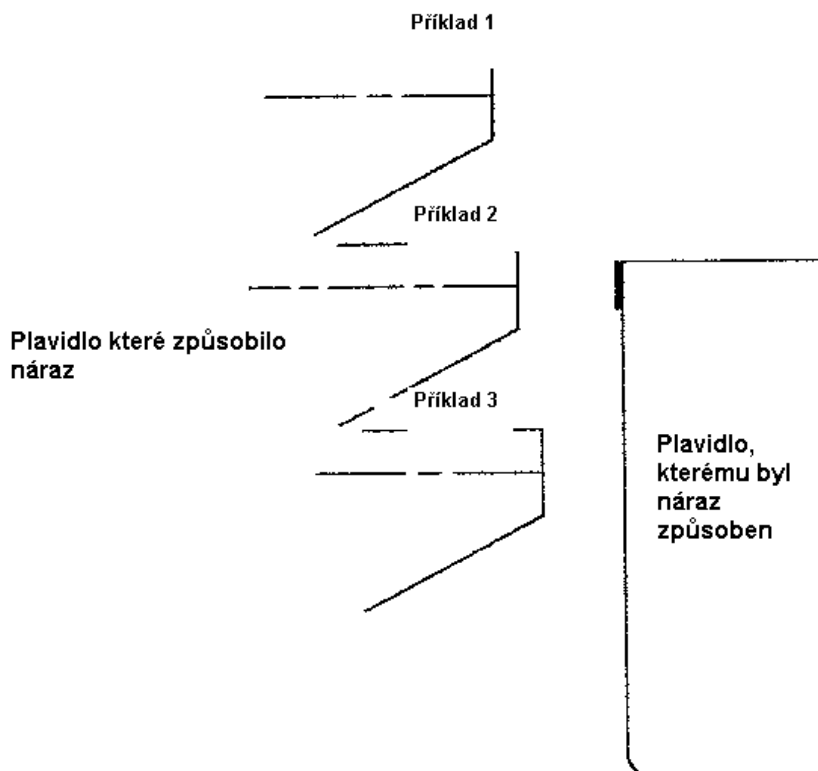 Příklad 1
Příklad 2
Plavidlo které způsobilo
náraz
Příklad 3
Plavidlo,
kterému byl
náraz
způsoben